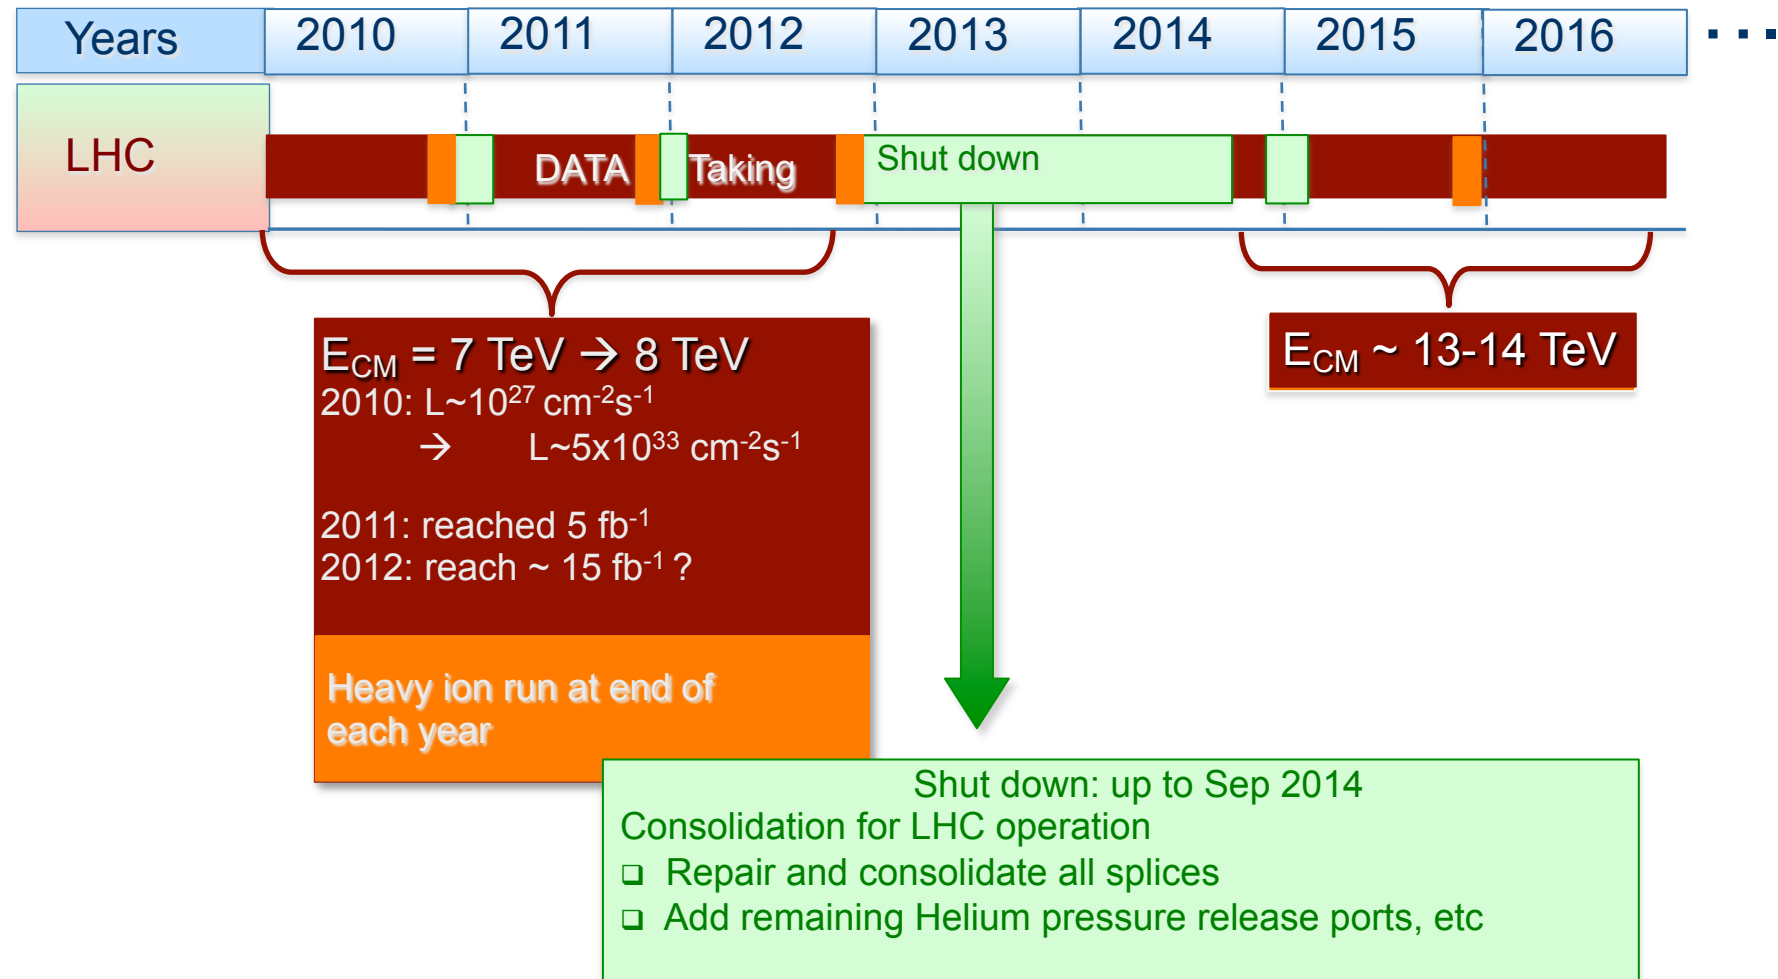 Years 2010 2011 2012 2013 2014 2015 2016 ...
LHC DATA Taking Shut down
E_CM = 7 TeV → 8 TeV
2010: L~10²⁷ cm⁻²s⁻¹
→ L~5x10³³ cm⁻²s⁻¹
2011: reached 5 fb⁻¹
2012: reach ~ 15 fb⁻¹ ?
Heavy ion run at end of
each year
E_CM ~ 13-14 TeV
Shut down: up to Sep 2014
Consolidation for LHC operation
❑ Repair and consolidate all splices
❑ Add remaining Helium pressure release ports, etc